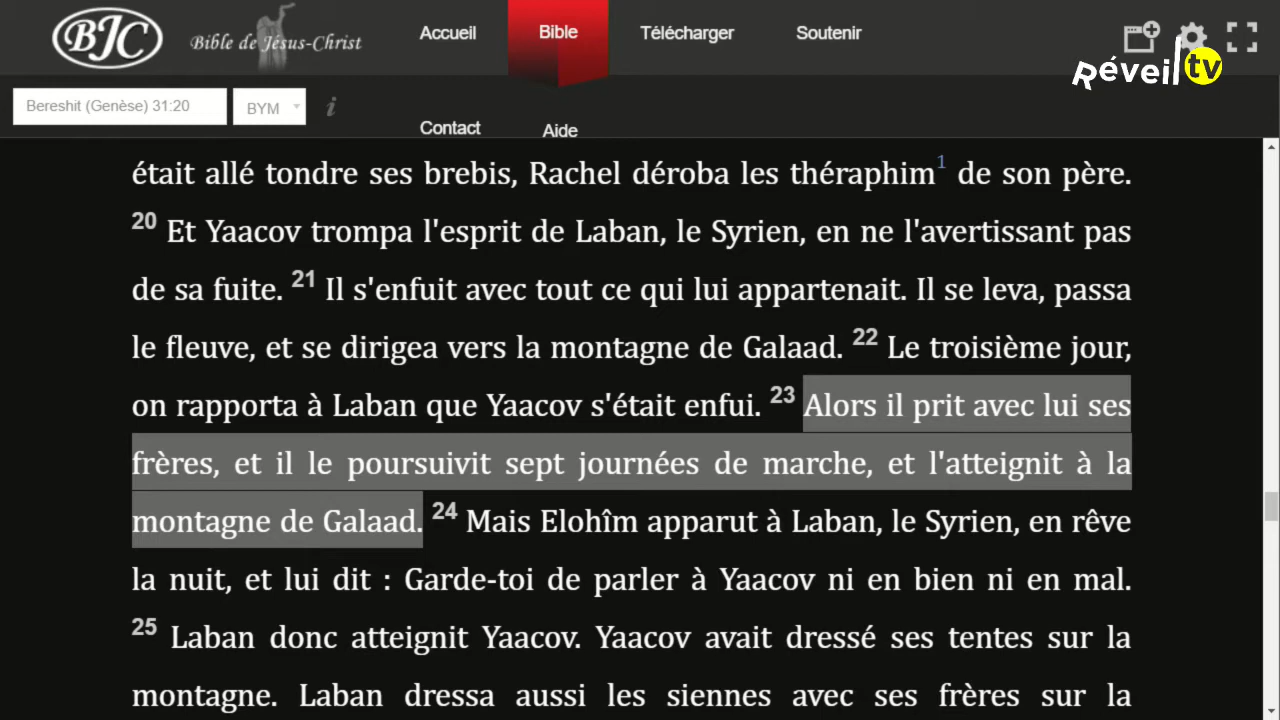 BJC Bible de Jésus-Christ
Accueil Bible Télécharger Soutenir
Réveil tv
Bereshit (Genèse) 31:20 BYM i
Contact Aide
était allé tondre ses brebis, Rachel déroba les théraphim1 de son père.
20 Et Yaacov trompa l'esprit de Laban, le Syrien, en ne l'avertissant pas
de sa fuite. 21 Il s'enfuit avec tout ce qui lui appartenait. Il se leva, passa
le fleuve, et se dirigea vers la montagne de Galaad. 22 Le troisième jour,
on rapporta à Laban que Yaacov s'était enfui. 23 Alors il prit avec lui ses
frères, et il le poursuivit sept journées de marche, et l'atteignit à la
montagne de Galaad. 24 Mais Elohîm apparut à Laban, le Syrien, en rêve
la nuit, et lui dit : Garde-toi de parler à Yaacov ni en bien ni en mal.
25 Laban donc atteignit Yaacov. Yaacov avait dressé ses tentes sur la
montagne. Laban dressa aussi les siennes avec ses frères sur la